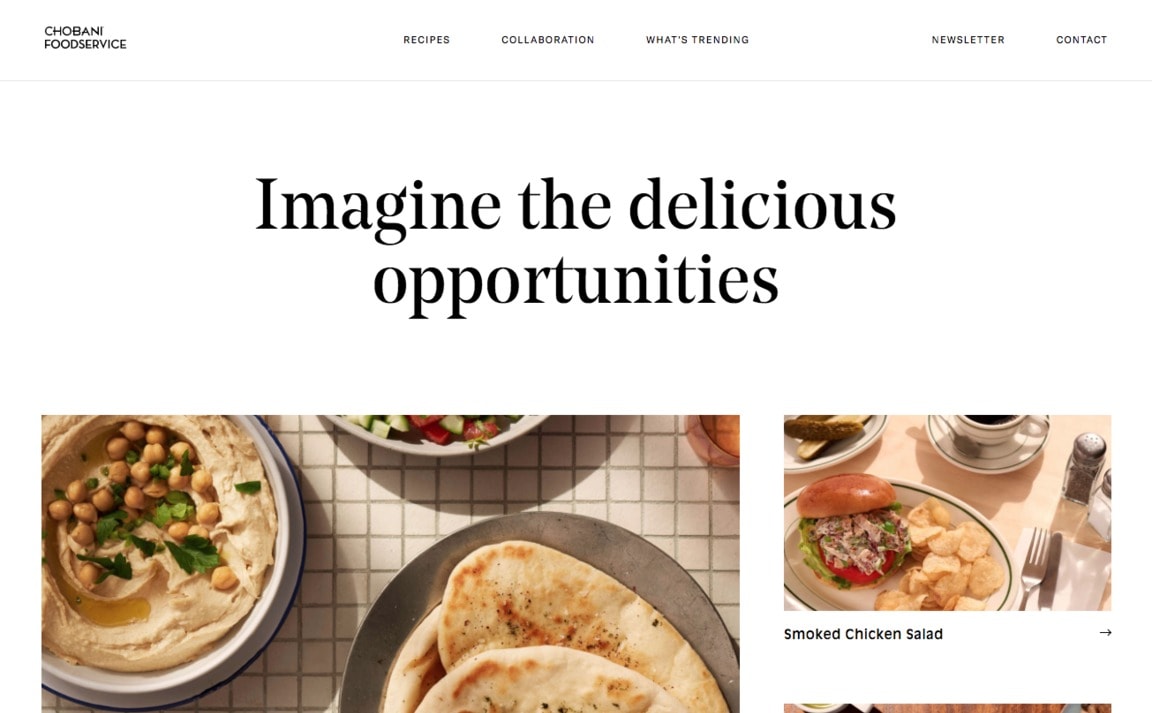 CHOBANI
FOODSERVICE
RECIPES
COLLABORATION
WHAT'S TRENDING
NEWSLETTER
CONTACT
Imagine the delicious
opportunities
Smoked Chicken Salad